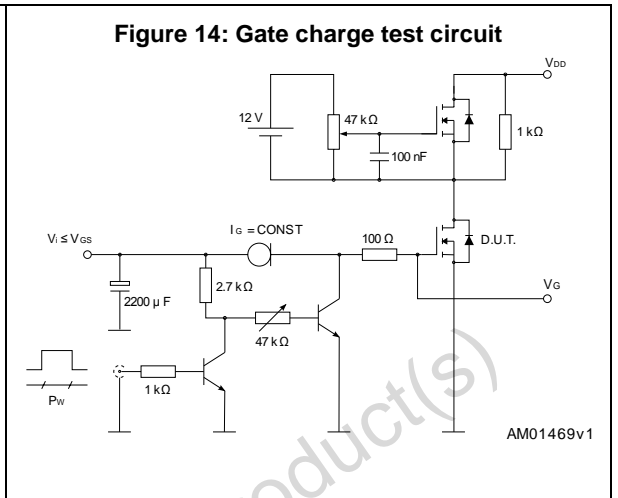 Figure 14: Gate charge test circuit
VDD
12 V
47 kΩ
1 kΩ
100 nF
Vi ≤ VGS
IG = CONST
100 Ω
D.U.T.
2.7 kΩ
VG
2200 μF
47 kΩ
1 kΩ
PW
AM01469v1
oduct(s)